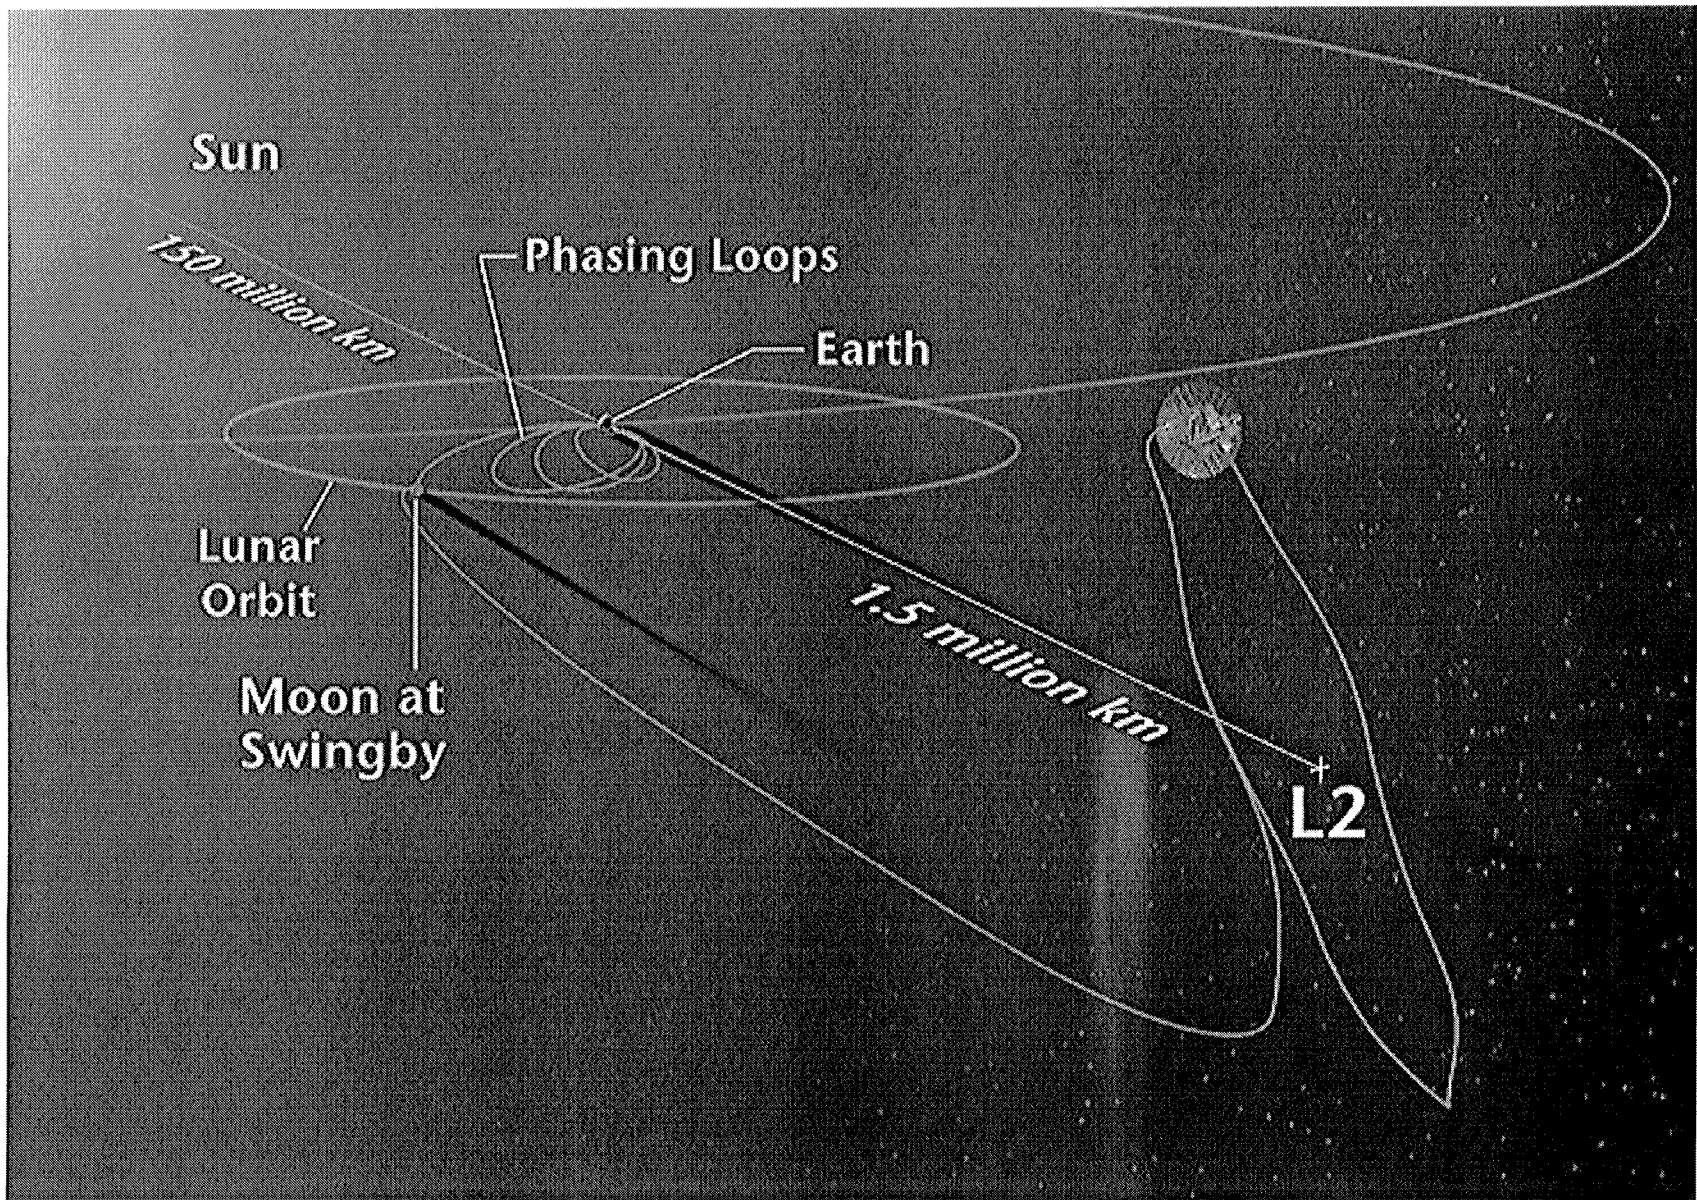 Sun
150 million km
Phasing Loops
Earth
Lunar
Orbit
Moon at
Swingby
1.5 million km
L2